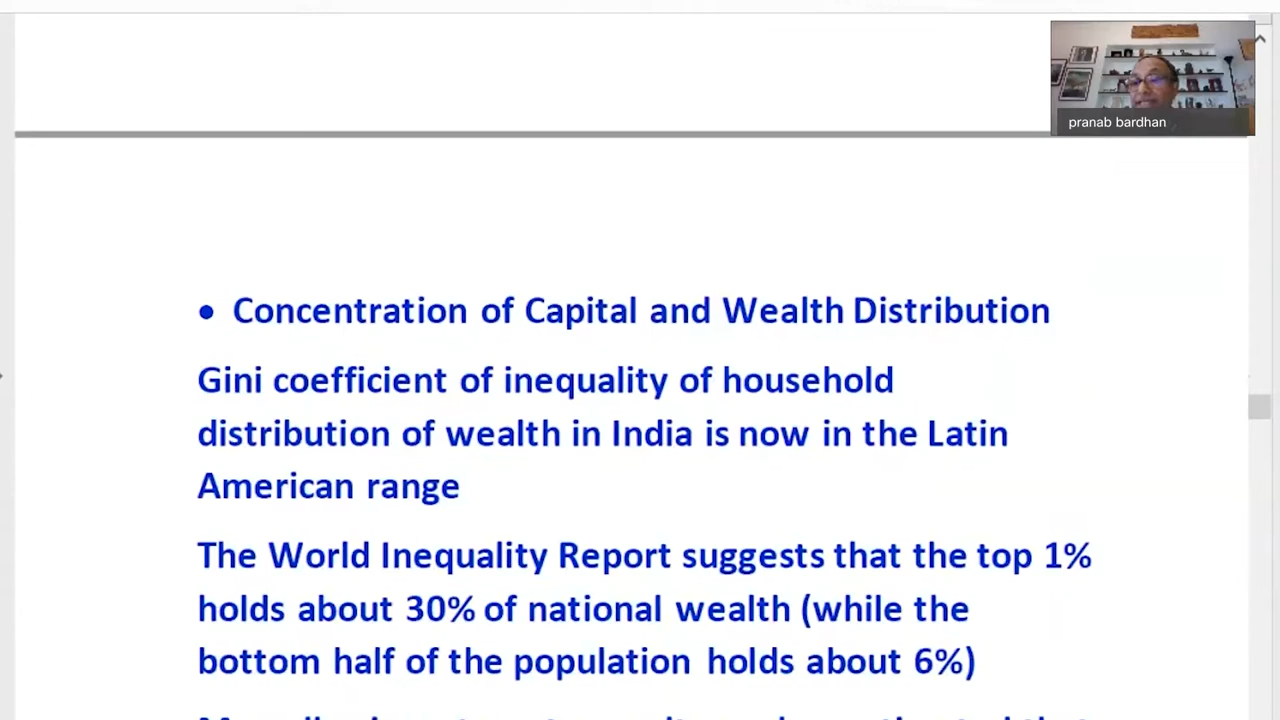 pranab bardhan
• Concentration of Capital and Wealth Distribution
Gini coefficient of inequality of household
distribution of wealth in India is now in the Latin
American range
The World Inequality Report suggests that the top 1%
holds about 30% of national wealth (while the
bottom half of the population holds about 6%)